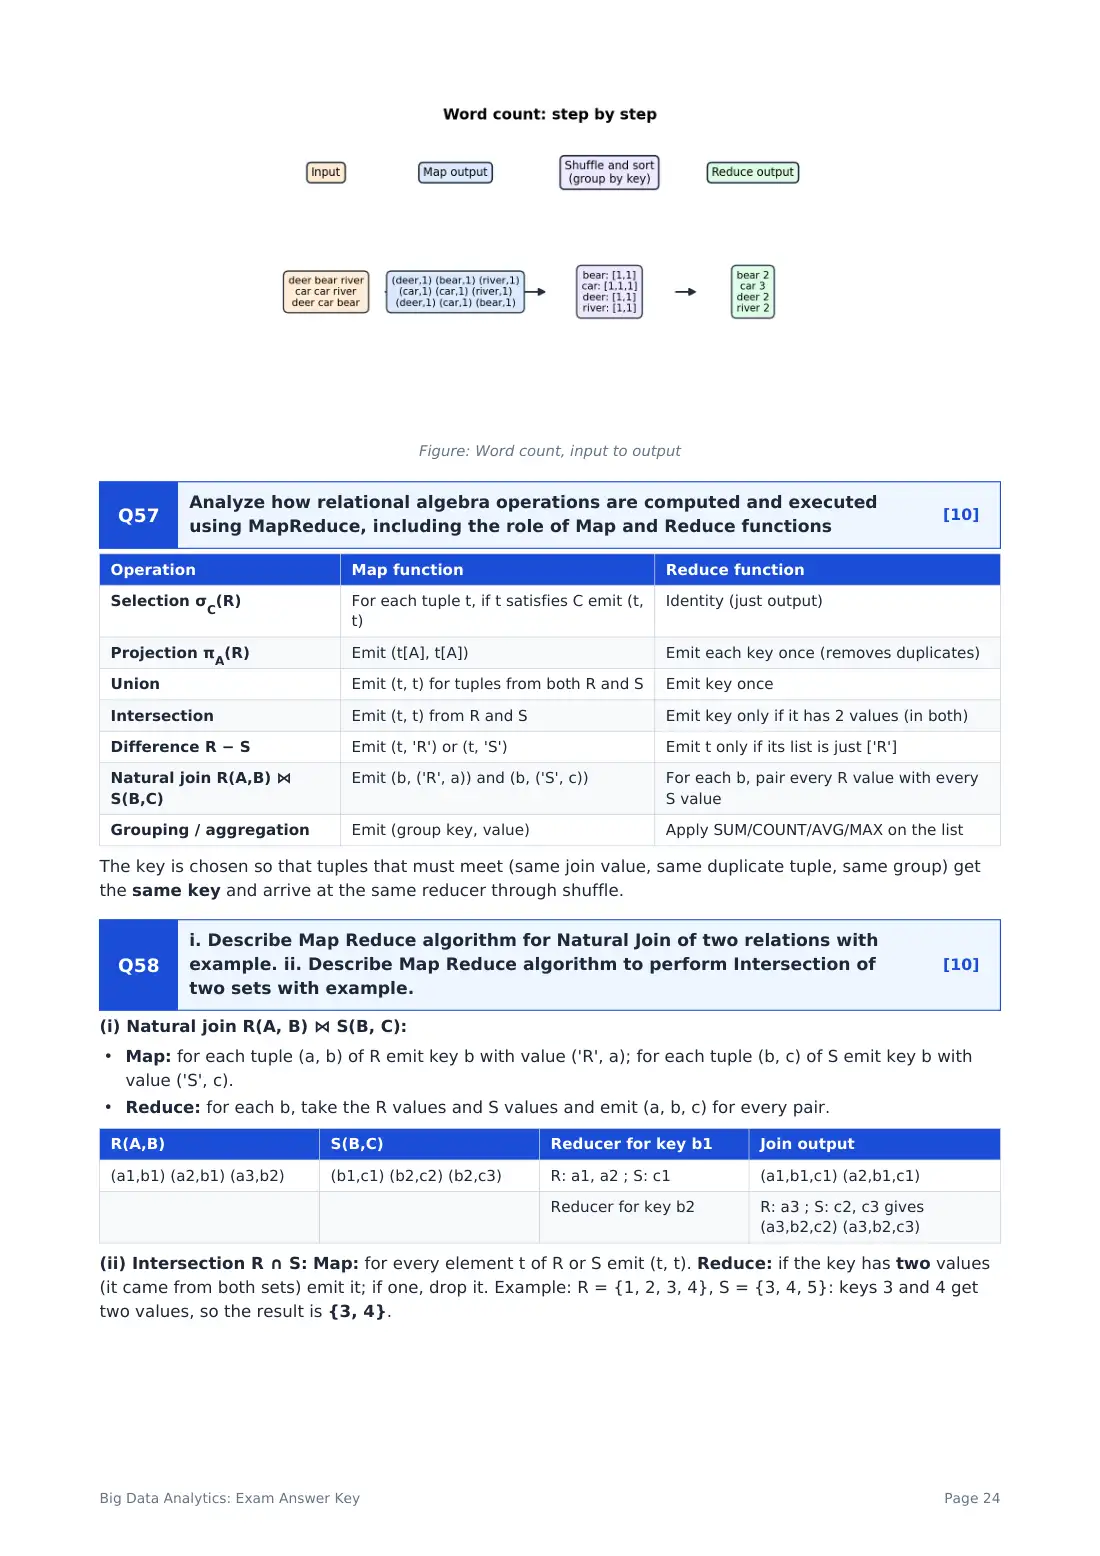 Word count: step by step
Input
Map output
Shuffle and sort
(group by key)
Reduce output
deer bear river
car car river
deer car bear
(deer,1) (bear,1) (river,1)
(car,1) (car,1) (river,1)
(deer,1) (car,1) (bear,1)
bear: [1,1]
car: [1,1,1]
deer: [1,1]
river: [1,1]
bear 2
car 3
deer 2
river 2
Figure: Word count, input to output
Q57
Analyze how relational algebra operations are computed and executed
using MapReduce, including the role of Map and Reduce functions
[10]
Operation
Map function
Reduce function
Selection σC(R)
For each tuple t, if t satisfies C emit (t,
t)
Identity (just output)
Projection πA(R)
Emit (t[A], t[A])
Emit each key once (removes duplicates)
Union
Emit (t, t) for tuples from both R and S
Emit key once
Intersection
Emit (t, t) from R and S
Emit key only if it has 2 values (in both)
Difference R − S
Emit (t, 'R') or (t, 'S')
Emit t only if its list is just ['R']
Natural join R(A,B) ⋈
S(B,C)
Emit (b, ('R', a)) and (b, ('S', c))
For each b, pair every R value with every
S value
Grouping / aggregation
Emit (group key, value)
Apply SUM/COUNT/AVG/MAX on the list
The key is chosen so that tuples that must meet (same join value, same duplicate tuple, same group) get
the same key and arrive at the same reducer through shuffle.
Q58
i. Describe Map Reduce algorithm for Natural Join of two relations with
example. ii. Describe Map Reduce algorithm to perform Intersection of
two sets with example.
[10]
(i) Natural join R(A, B) ⋈ S(B, C):
• Map: for each tuple (a, b) of R emit key b with value ('R', a); for each tuple (b, c) of S emit key b with
value ('S', c).
• Reduce: for each b, take the R values and S values and emit (a, b, c) for every pair.
R(A,B)
S(B,C)
Reducer for key b1
Join output
(a1,b1) (a2,b1) (a3,b2)
(b1,c1) (b2,c2) (b2,c3)
R: a1, a2 ; S: c1
(a1,b1,c1) (a2,b1,c1)
Reducer for key b2
R: a3 ; S: c2, c3 gives
(a3,b2,c2) (a3,b2,c3)
(ii) Intersection R ∩ S: Map: for every element t of R or S emit (t, t). Reduce: if the key has two values
(it came from both sets) emit it; if one, drop it. Example: R = {1, 2, 3, 4}, S = {3, 4, 5}: keys 3 and 4 get
two values, so the result is {3, 4}.
Big Data Analytics: Exam Answer Key
Page 24